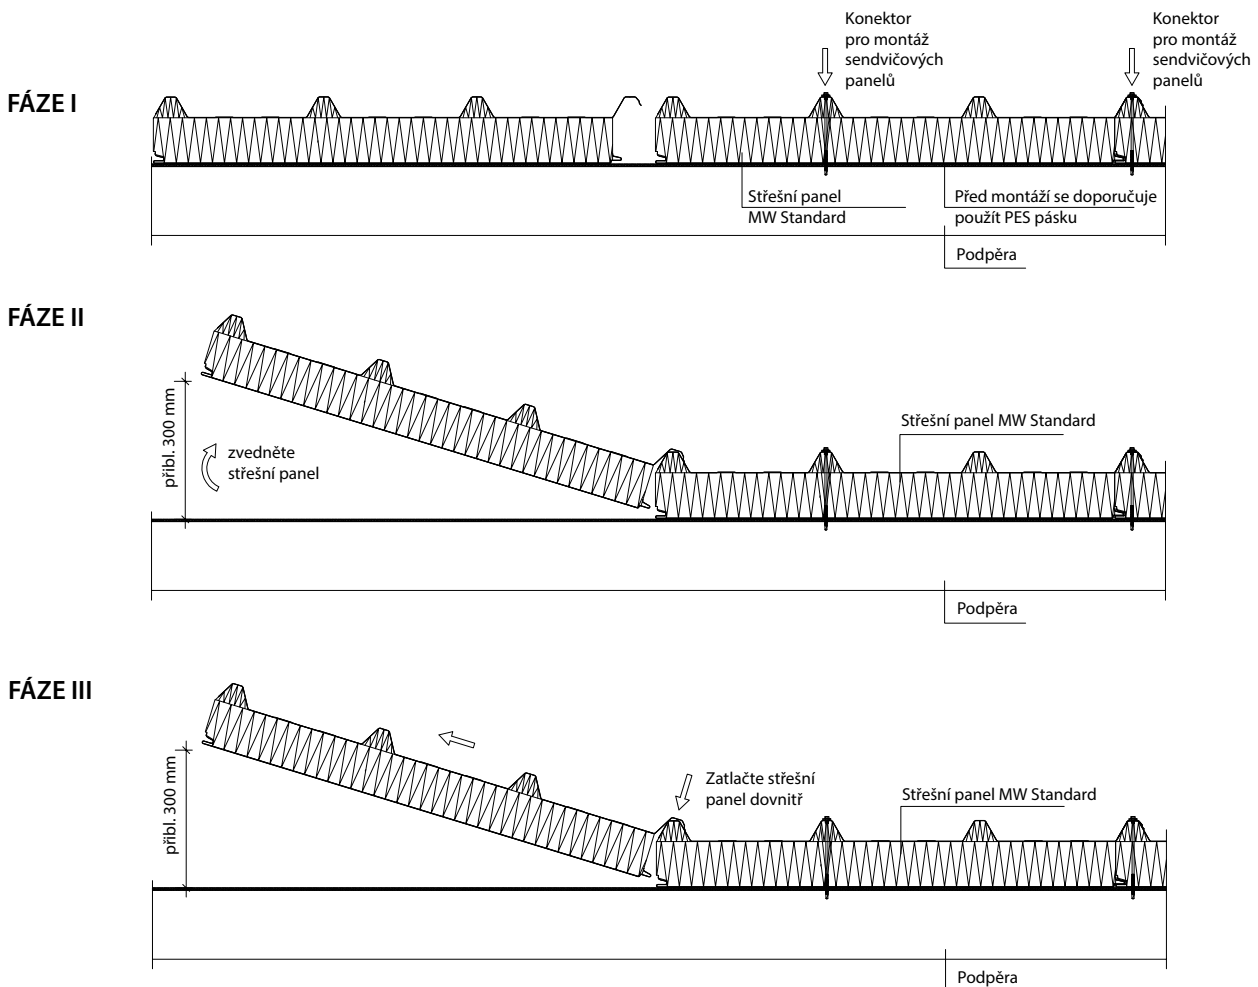 Konektor
pro montáž
sendvičových
panelů
Konektor
pro montáž
sendvičových
panelů
FÁZE I
Střešní panel
MW Standard
Před montáží se doporučuje
použít PES pásku
Podpěra
FÁZE II
přibl. 300 mm
zvedněte
střešní panel
Střešní panel MW Standard
Podpěra
FÁZE III
přibl. 300 mm
Zatlačte střešní
panel dovnitř
Střešní panel MW Standard
Podpěra